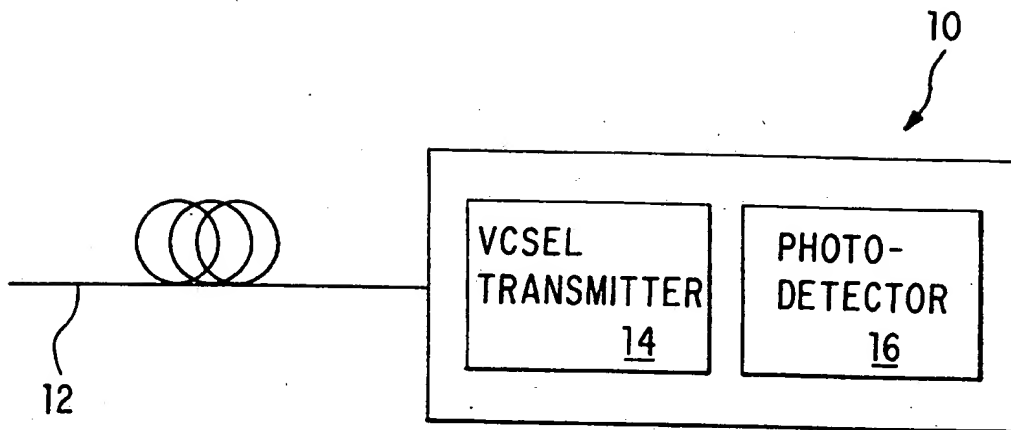 10
VCSEL
TRANSMITTER
14
PHOTO-
DETECTOR
16
12